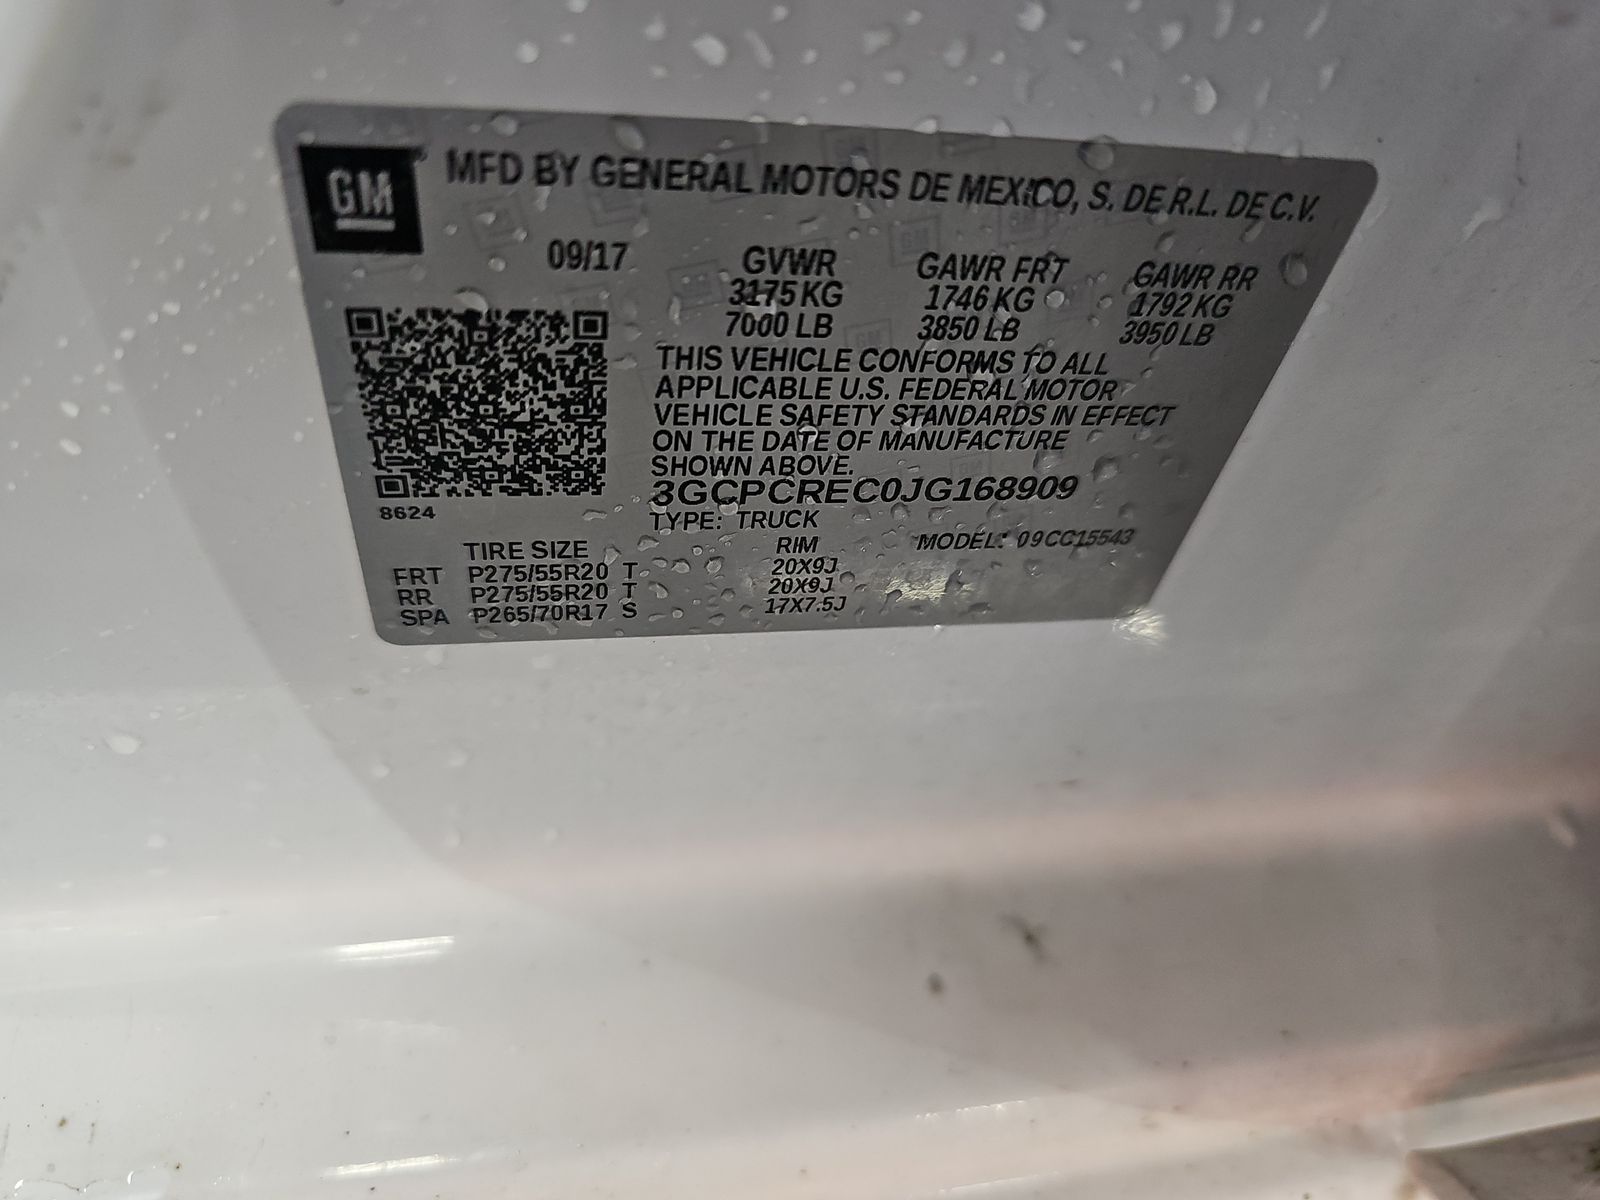 GM MFD BY GENERAL MOTORS DE MEXICO, S. DE R.L. DE C.V.
09/17 GVWR GAWR FRT GAWR RR
3175 KG 1746 KG 1792 KG
7000 LB 3850 LB 3950 LB
THIS VEHICLE CONFORMS TO ALL
APPLICABLE U.S. FEDERAL MOTOR
VEHICLE SAFETY STANDARDS IN EFFECT
ON THE DATE OF MANUFACTURE
SHOWN ABOVE.
3GCPCREC0JG168909
8624
TYPE: TRUCK
MODEL: 09CC15543
TIRE SIZE RIM
FRT P275/55R20 T 20X9J
RR P275/55R20 T 20X9J
SPA P265/70R17 S 17X7.5J